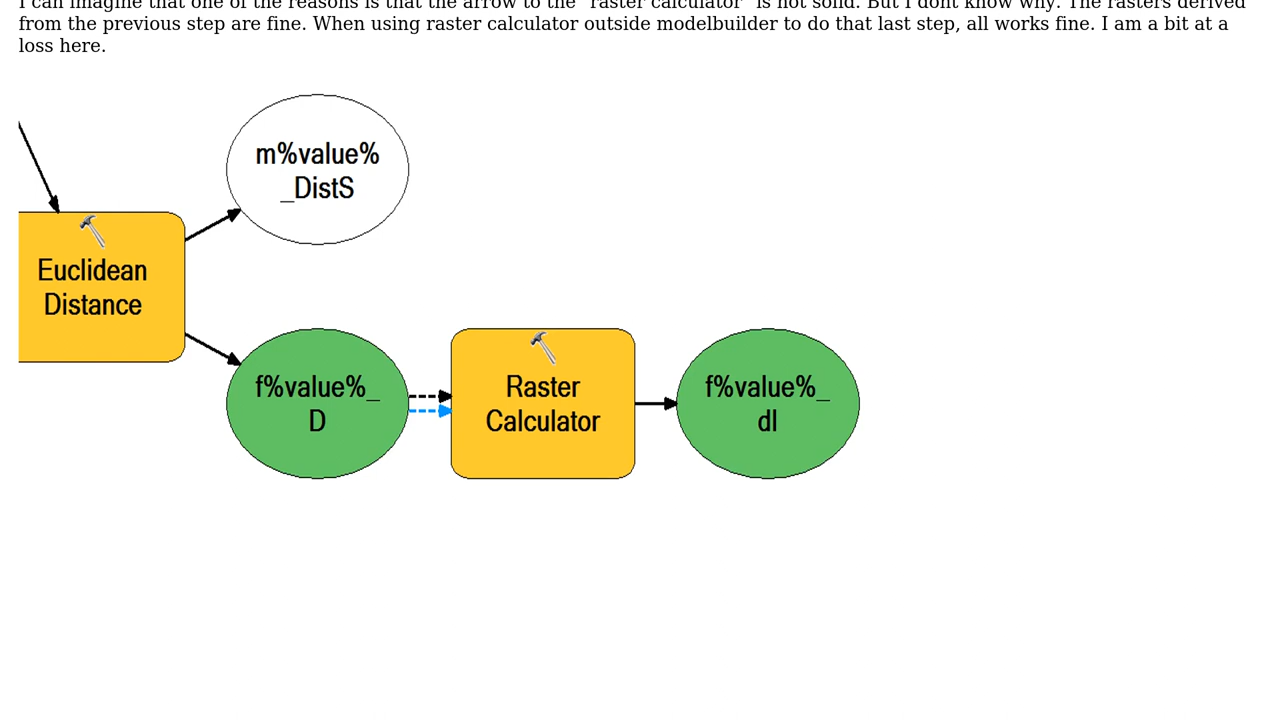 I can imagine that one of the reasons is that the arrow to the "raster calculator" is not solid. But I dont know why. The rasters derived
from the previous step are fine. When using raster calculator outside modelbuilder to do that last step, all works fine. I am a bit at a
loss here.
m%value%
_DistS
Euclidean
Distance
f%value%_
D
Raster
Calculator
f%value%_
dI